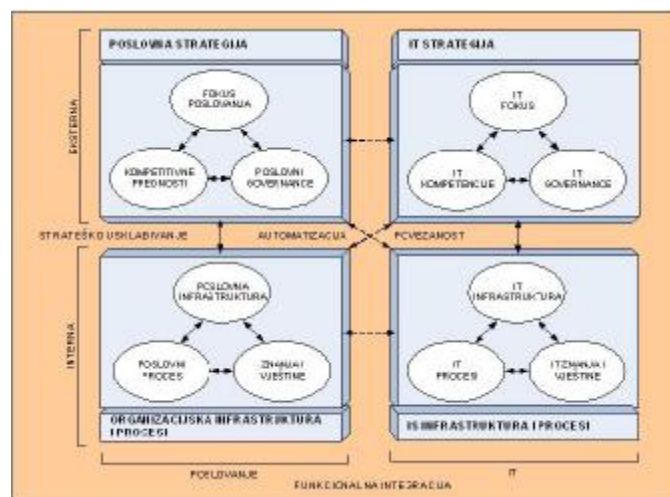 POSLOVNA STRATEGIJA
IT STRATEGIJA
EKSTERNA
FOKUS
POSLOVANJA
KOMPETITIVNE
PREDNOSTI
POSLOVNI
GOVERNANCE
IT
FOKUS
IT
KOMPETENCIJE
IT
GOVERNANCE
STRATEŠKO USKLAĐIVANJE
AUTOMATIZACIJA
POVEZANOST
INTERNA
POSLOVNA
INFRASTRUKTURA
POSLOVNI
PROCESI
ZNANJA I
VJEŠTINE
IT
INFRASTRUKTURA
IT
PROCESI
IT ZNANJA I
VJEŠTINE
ORGANIZACIJSKA INFRASTRUKTURA
I PROCESI
IS INFRASTRUKTURA I PROCESI
POSLOVANJE
IT
FUNKCIONALNA INTEGRACIJA